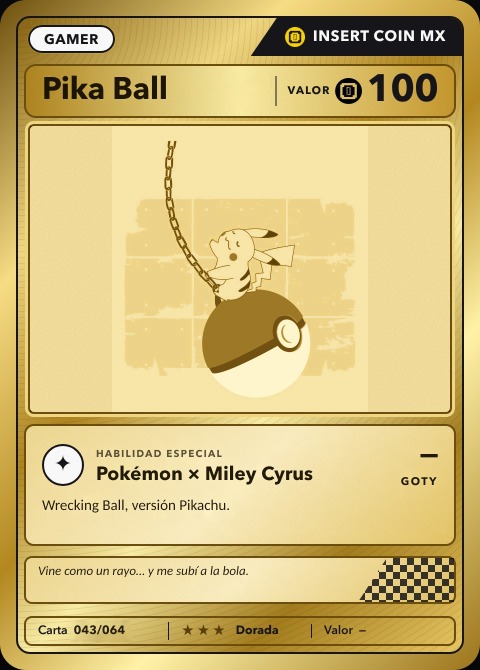 GAMER
INSERT COIN MX
Pika Ball
VALOR 100
HABILIDAD ESPECIAL
Pokémon × Miley Cyrus
—
GOTY
Wrecking Ball, versión Pikachu.
Vine como un rayo... y me subí a la bola.
Carta 043/064 ★ ★ ★ Dorada Valor —